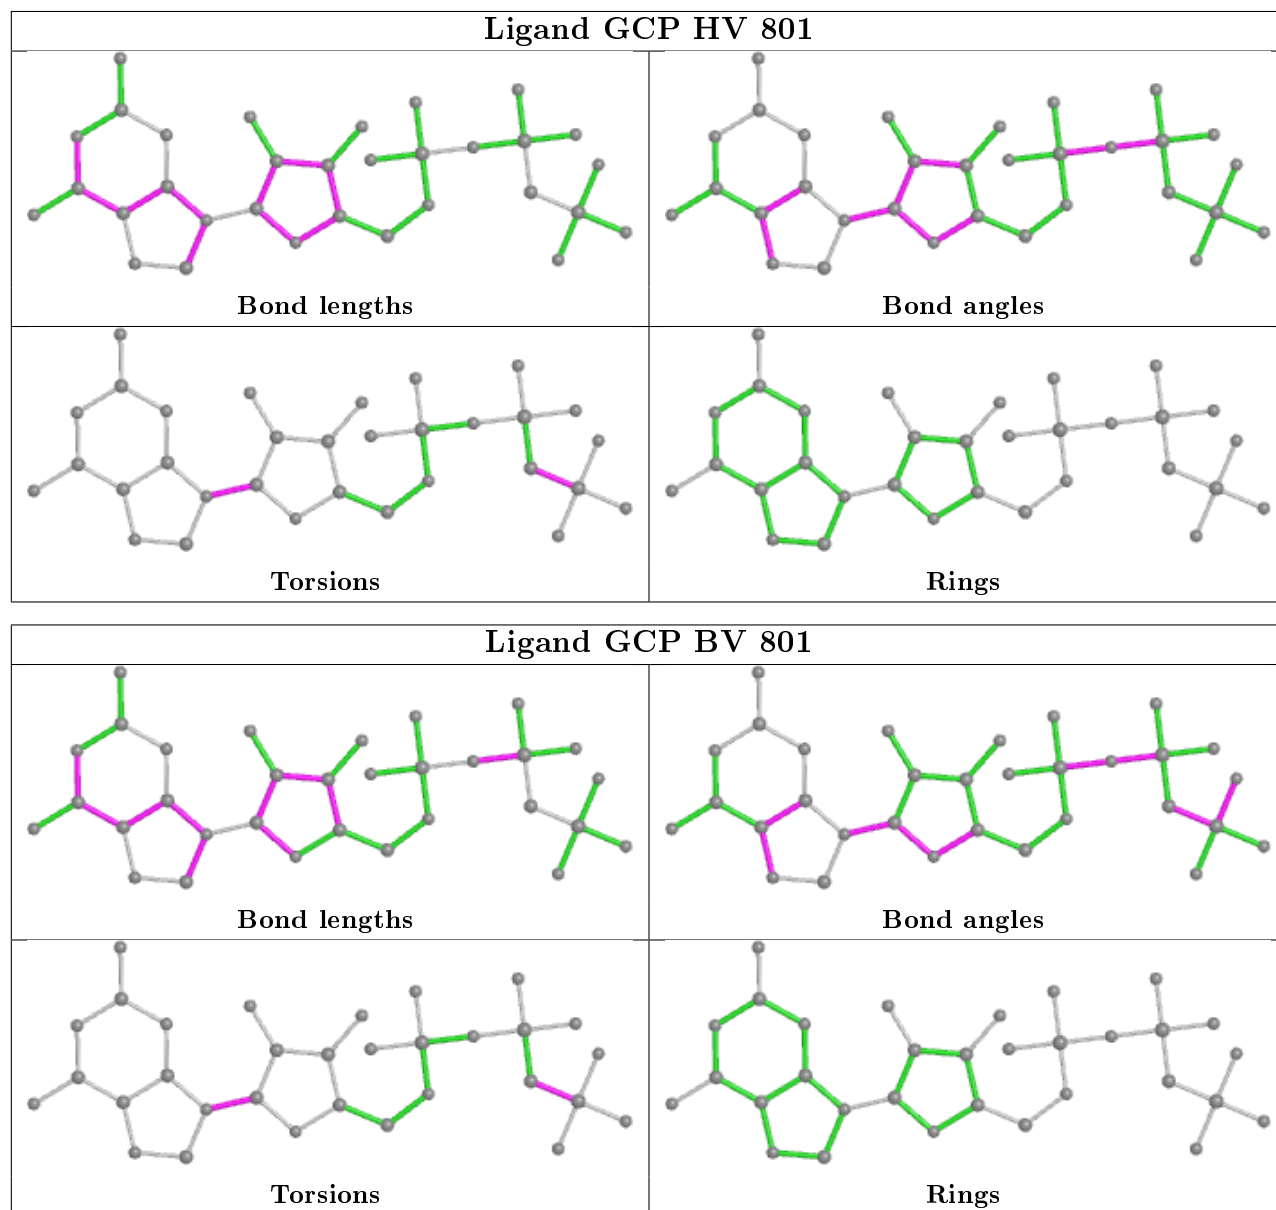 Ligand GCP HV 801
Bond lengths
Bond angles
Torsions
Rings
Ligand GCP BV 801
Bond lengths
Bond angles
Torsions
Rings